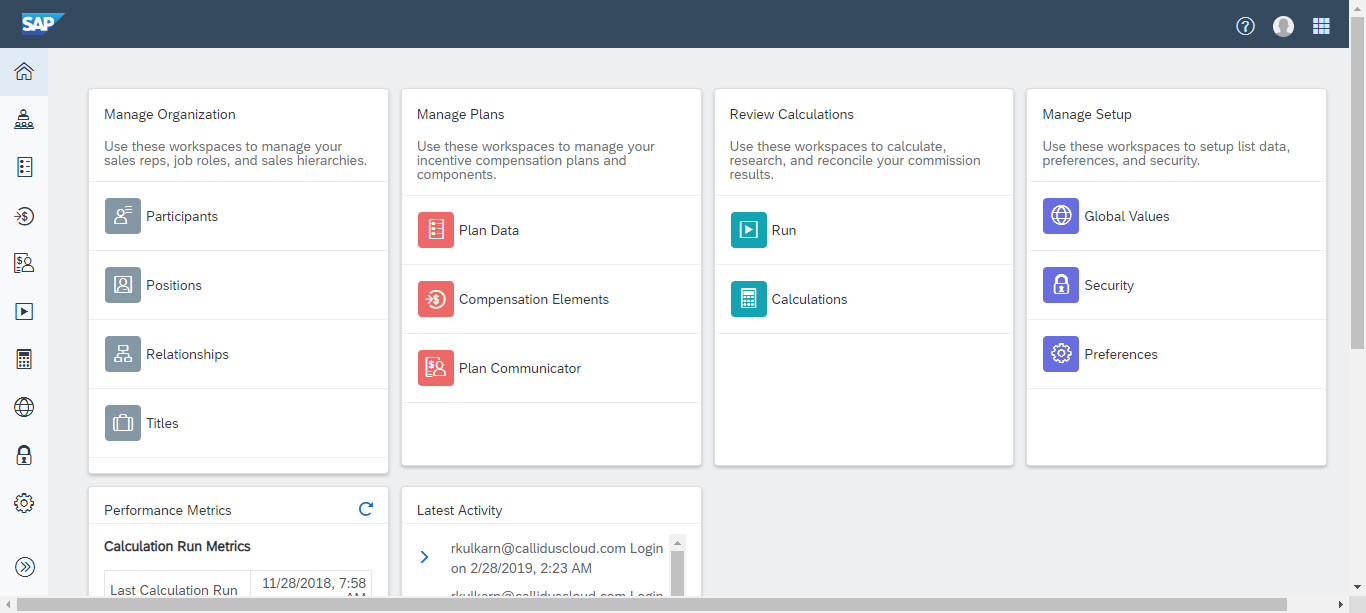 SAP
Manage Organization
Use these workspaces to manage your
sales reps, job roles, and sales hierarchies.
Participants
Positions
Relationships
Titles
Manage Plans
Use these workspaces to manage your
incentive compensation plans and
components.
Plan Data
Compensation Elements
Plan Communicator
Review Calculations
Use these workspaces to calculate,
research, and reconcile your commission
results.
Run
Calculations
Manage Setup
Use these workspaces to setup list data,
preferences, and security.
Global Values
Security
Preferences
Performance Metrics
Calculation Run Metrics
Last Calculation Run
11/28/2018, 7:58
AM
Latest Activity
rkulkarn@calliduscloud.com Login
on 2/28/2019, 2:23 AM
rkulkarn@calliduscloud.com Login